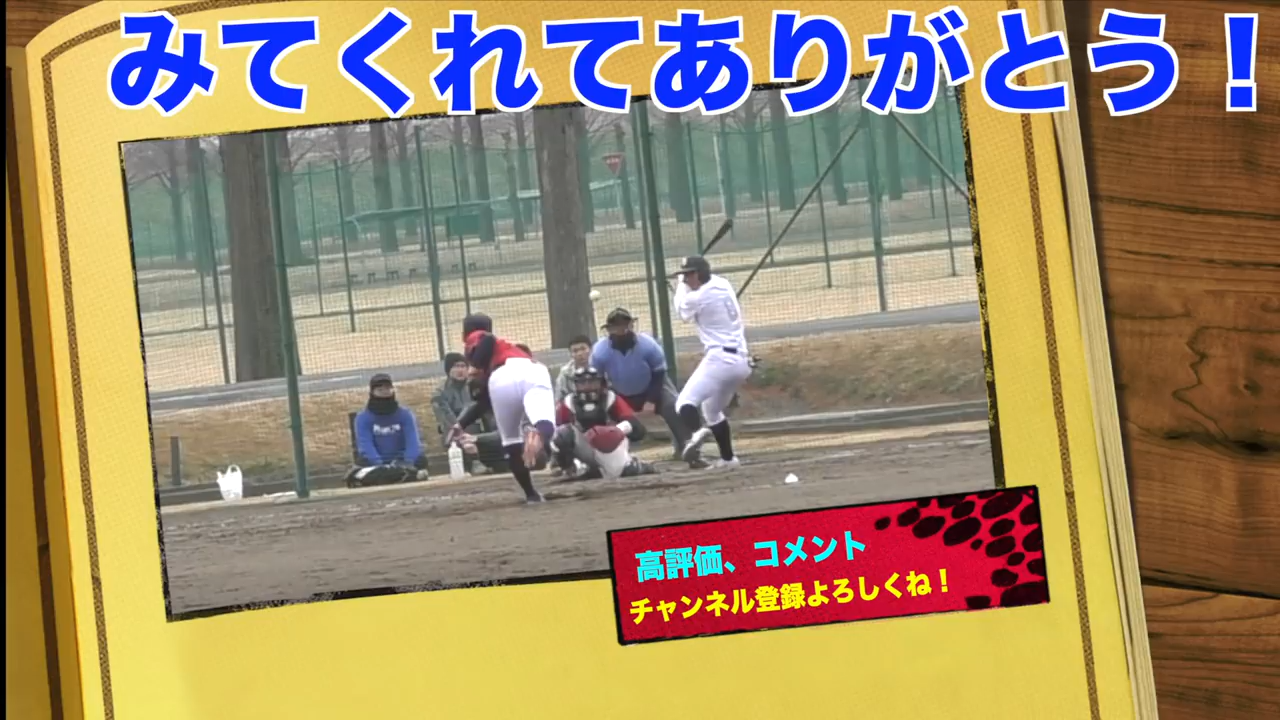 みてくれてありがとう！
高評価、コメント
チャンネル登録よろしくね！